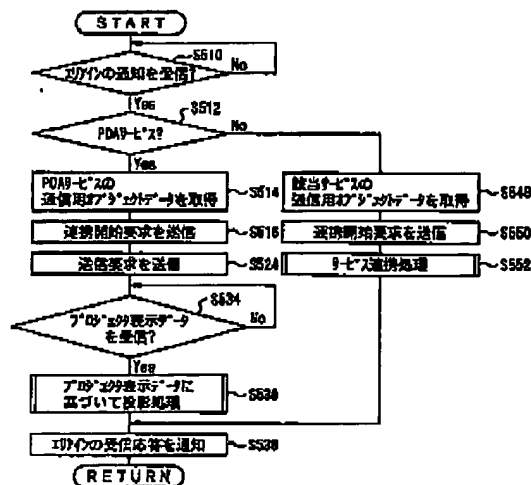 START
S510
エリアインの通知を受信?
No
Yes
S512
PDAサービス?
No
Yes
PDAサービスの
通信用オブジェクトデータを取得
S514
該当サービスの
通信用オブジェクトデータを取得
S548
連携開始要求を送信
S516
連携開始要求を送信
S550
送信要求を送信
S524
サービス連携処理
S552
S534
プロジェクタ表示データ
を受信?
No
Yes
プロジェクタ表示データに
基づいて投影処理
S536
エリアインの受信応答を通知
S538
RETURN